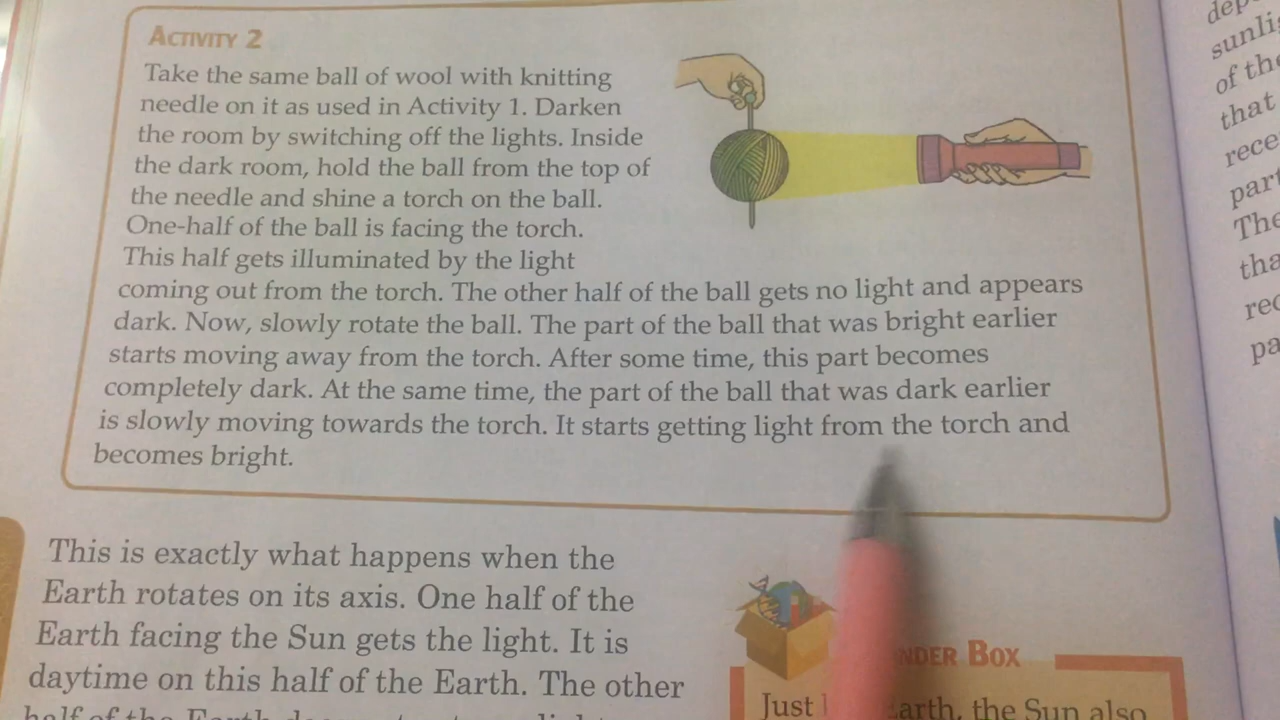 ACTIVITY 2
Take the same ball of wool with knitting
needle on it as used in Activity 1. Darken
the room by switching off the lights. Inside
the dark room, hold the ball from the top of
the needle and shine a torch on the ball.
One-half of the ball is facing the torch.
This half gets illuminated by the light
coming out from the torch. The other half of the ball gets no light and appears
dark. Now, slowly rotate the ball. The part of the ball that was bright earlier
starts moving away from the torch. After some time, this part becomes
completely dark. At the same time, the part of the ball that was dark earlier
is slowly moving towards the torch. It starts getting light from the torch and
becomes bright.
This is exactly what happens when the
Earth rotates on its axis. One half of the
Earth facing the Sun gets the light. It is
daytime on this half of the Earth. The other
half of the Earth
BOX
Just
the Sun also
sunli
of the
that
rece
part
The
tha
rec
pa